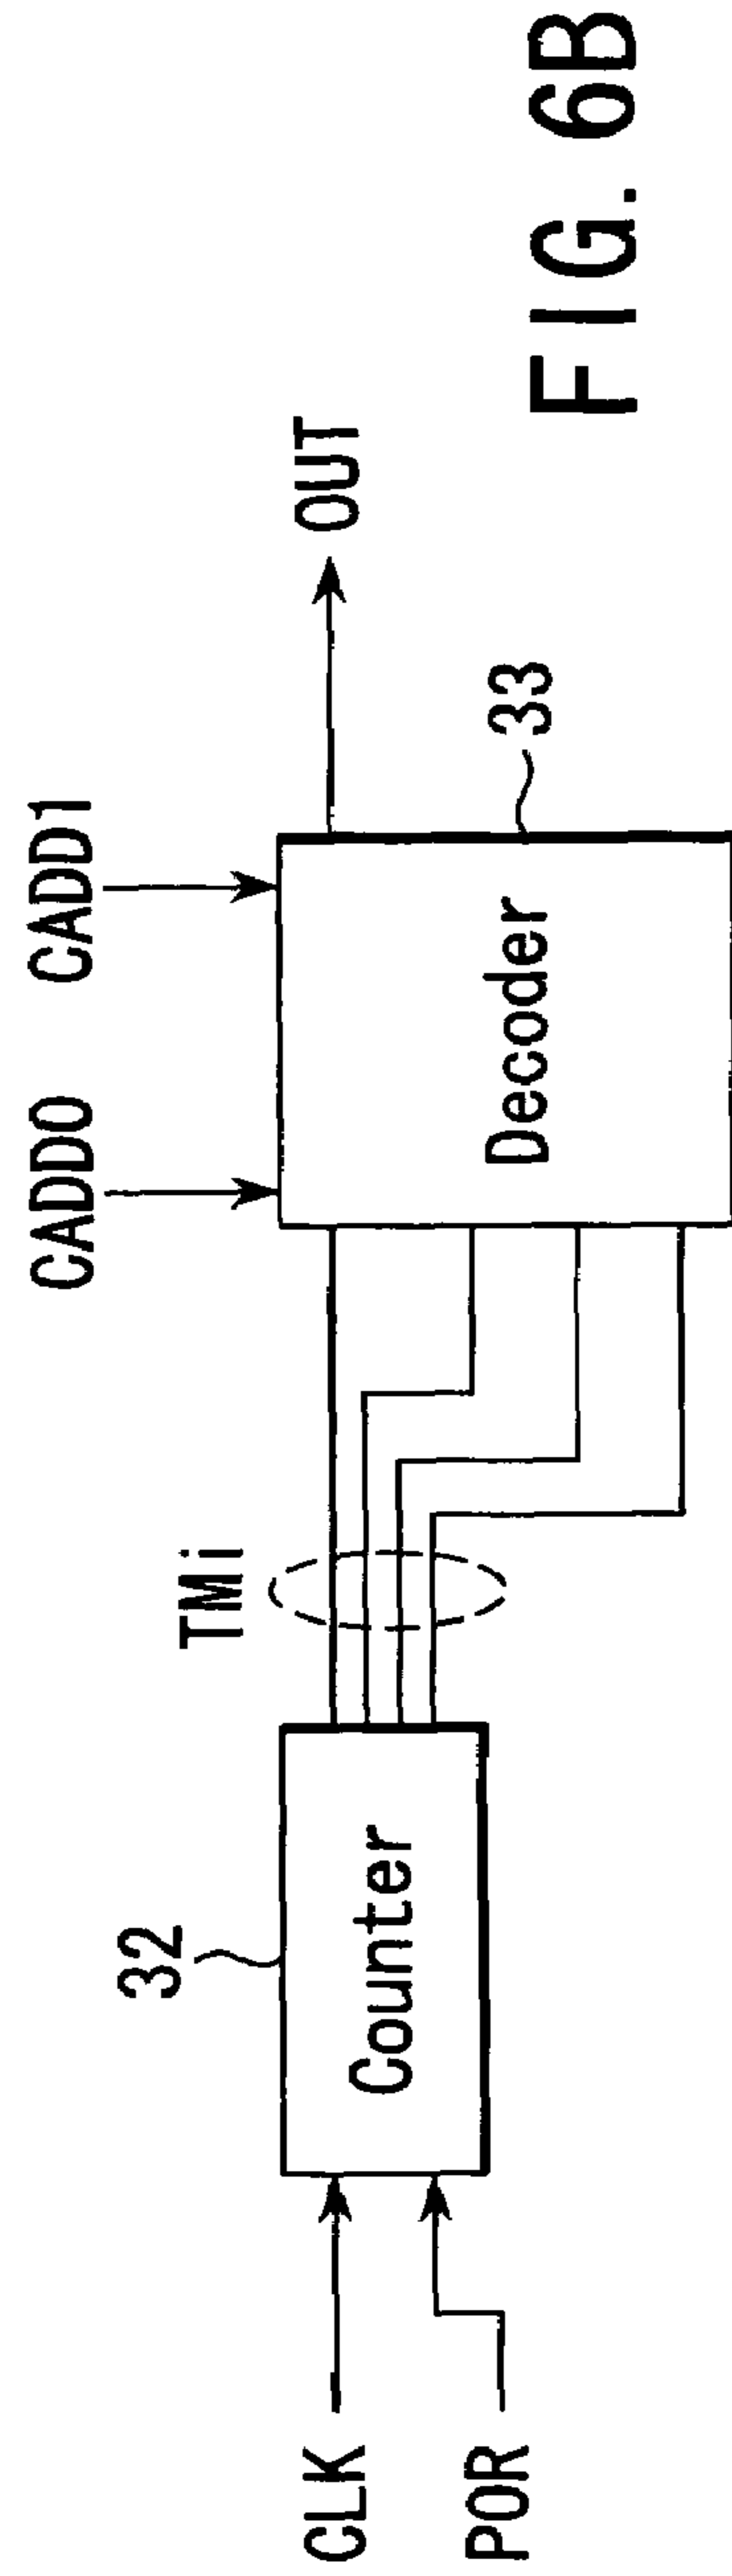 CADD0 CADD1
TMi
OUT
32
CLK
POR
Counter
Decoder
33
FIG. 6B